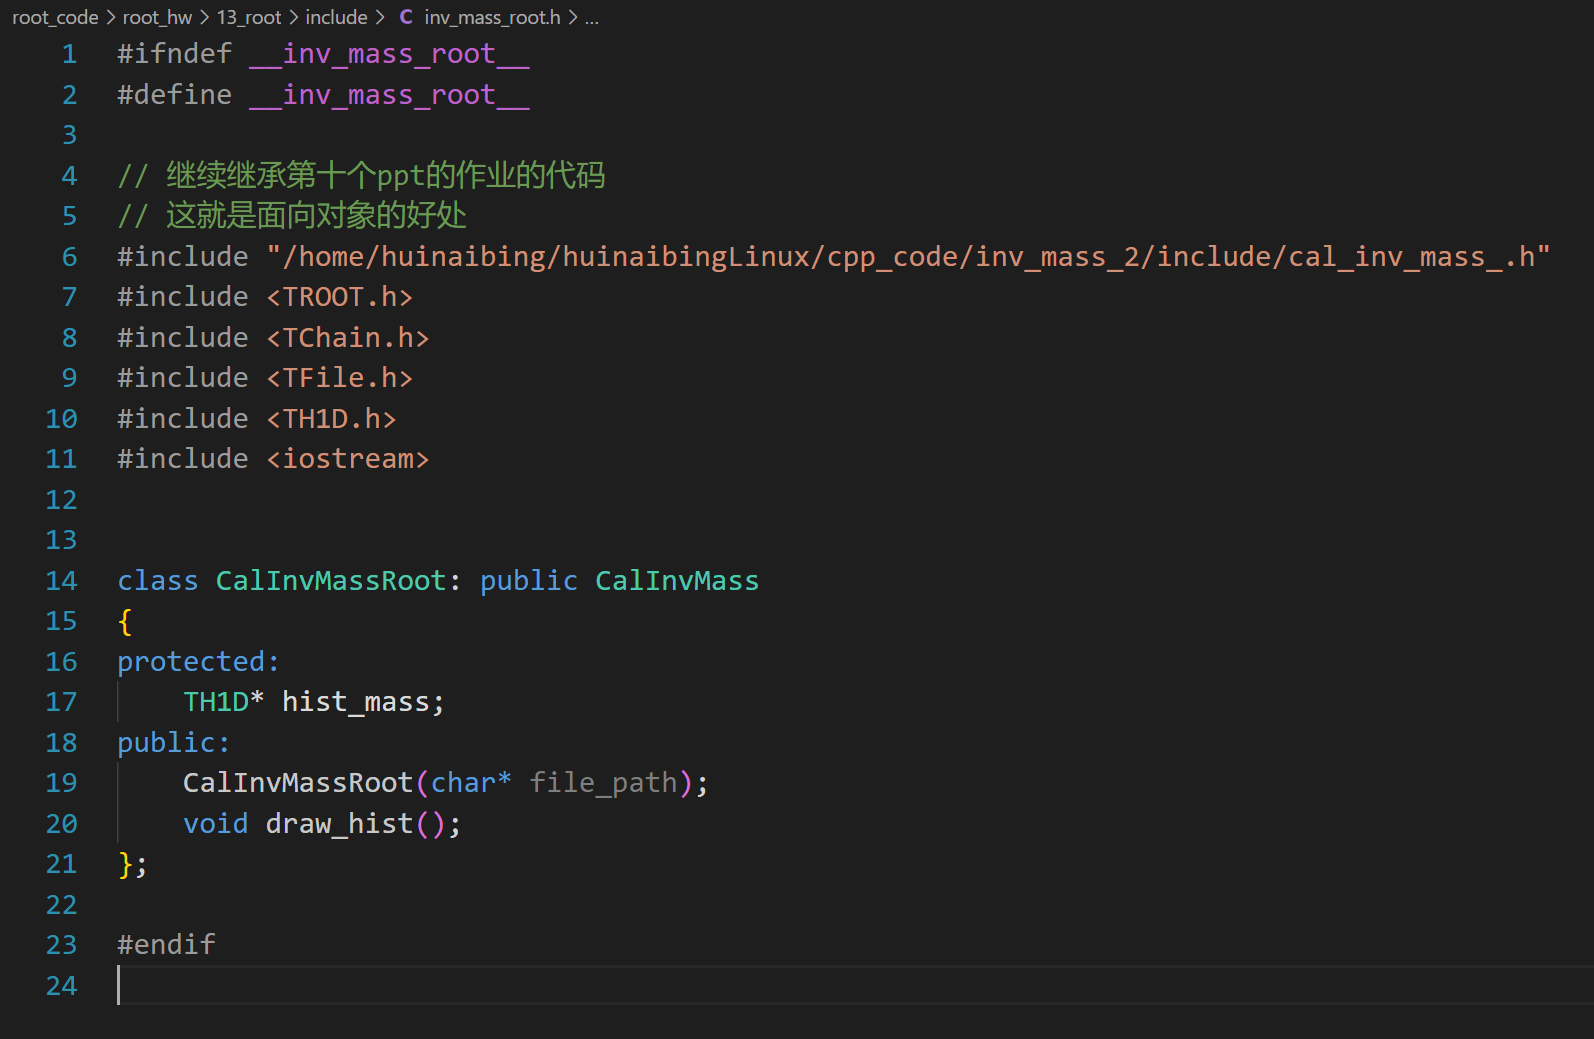 root_code > root_hw > 13_root > include > C inv_mass_root.h > ...
1 #ifndef __inv_mass_root__
2 #define __inv_mass_root__
3
4 // 继续继承第十个ppt的作业的代码
5 // 这就是面向对象的好处
6 #include "/home/huinaibing/huinaibingLinux/cpp_code/inv_mass_2/include/cal_inv_mass_.h"
7 #include <TROOT.h>
8 #include <TChain.h>
9 #include <TFile.h>
10 #include <TH1D.h>
11 #include <iostream>
12
13
14 class CalInvMassRoot: public CalInvMass
15 {
16 protected:
17     TH1D* hist_mass;
18 public:
19     CalInvMassRoot(char* file_path);
20     void draw_hist();
21 };
22
23 #endif
24